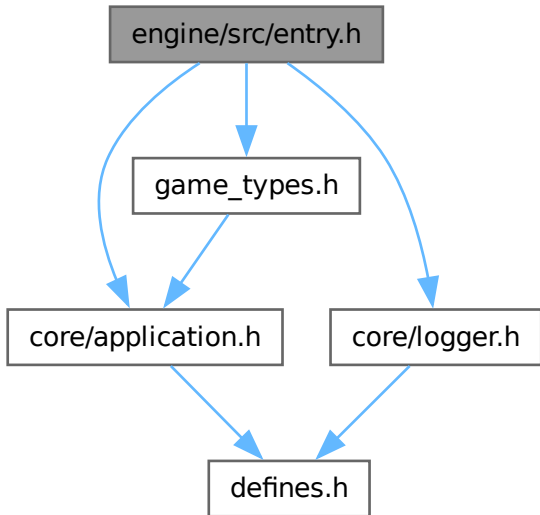 engine/src/entry.h
game_types.h
core/application.h
core/logger.h
defines.h